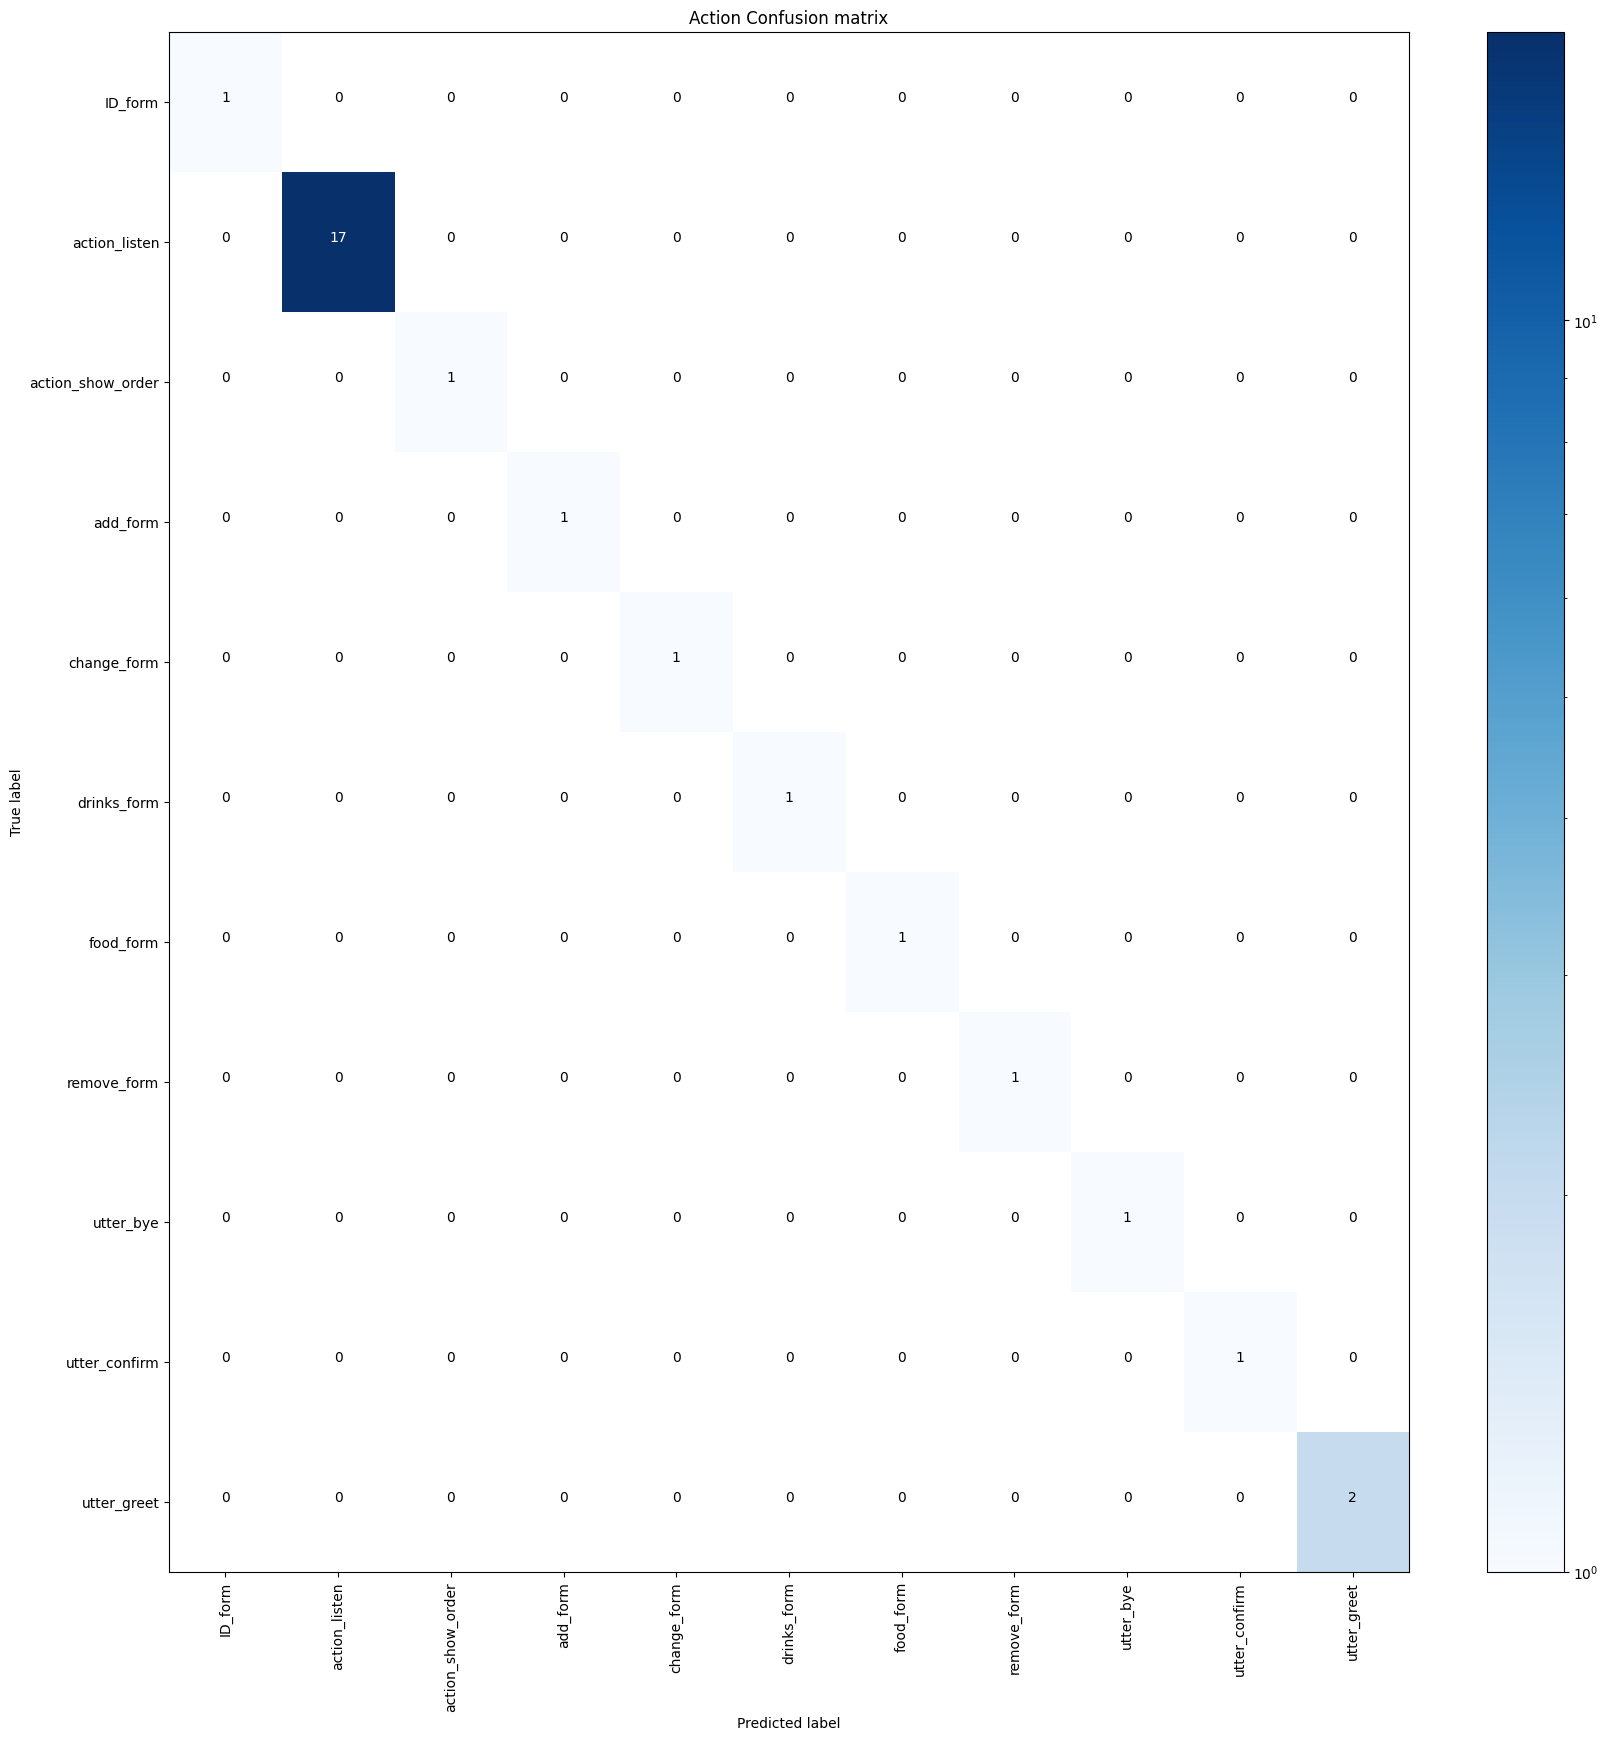 Action Confusion matrix
ID_form 1 0 0 0 0 0 0 0 0 0 0
action_listen 0 17 0 0 0 0 0 0 0 0 0
action_show_order 0 0 1 0 0 0 0 0 0 0 0
add_form 0 0 0 1 0 0 0 0 0 0 0
change_form 0 0 0 0 1 0 0 0 0 0 0
drinks_form 0 0 0 0 0 1 0 0 0 0 0
food_form 0 0 0 0 0 0 1 0 0 0 0
remove_form 0 0 0 0 0 0 0 1 0 0 0
utter_bye 0 0 0 0 0 0 0 0 1 0 0
utter_confirm 0 0 0 0 0 0 0 0 0 1 0
utter_greet 0 0 0 0 0 0 0 0 0 0 2
True label
ID_form
action_listen
action_show_order
add_form
change_form
drinks_form
food_form
remove_form
utter_bye
utter_confirm
utter_greet
Predicted label
10¹
10⁰